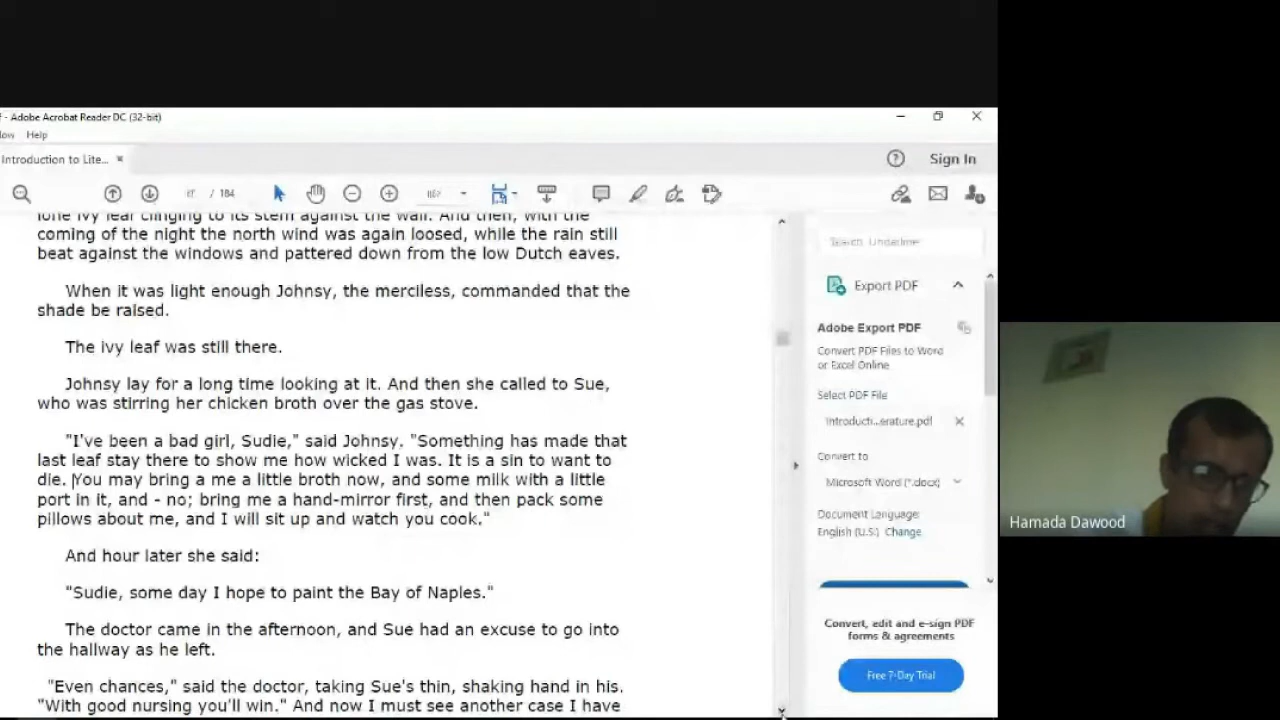 - Adobe Acrobat Reader DC (32-bit)
Help
Introduction to Lite...
/ 184
Sign In
lone ivy leaf clinging to its stem against the wall. And then, with the
coming of the night the north wind was again loosed, while the rain still
beat against the windows and pattered down from the low Dutch eaves.
When it was light enough Johnsy, the merciless, commanded that the
shade be raised.
The ivy leaf was still there.
Johnsy lay for a long time looking at it. And then she called to Sue,
who was stirring her chicken broth over the gas stove.
"I've been a bad girl, Sudie," said Johnsy. "Something has made that
last leaf stay there to show me how wicked I was. It is a sin to want to
die. You may bring a me a little broth now, and some milk with a little
port in it, and - no; bring me a hand-mirror first, and then pack some
pillows about me, and I will sit up and watch you cook."
And hour later she said:
"Sudie, some day I hope to paint the Bay of Naples."
The doctor came in the afternoon, and Sue had an excuse to go into
the hallway as he left.
"Even chances," said the doctor, taking Sue's thin, shaking hand in his.
"With good nursing you'll win." And now I must see another case I have
Search Underline
Export PDF
Adobe Export PDF
Convert PDF Files to Word
or Excel Online
Select PDF File
Introducti...erature.pdf
Convert to
Microsoft Word (*.docx)
Document Language:
English (U.S.) Change
Convert, edit and e-sign PDF
forms & agreements
Free 7-Day Trial
Hamada Dawood